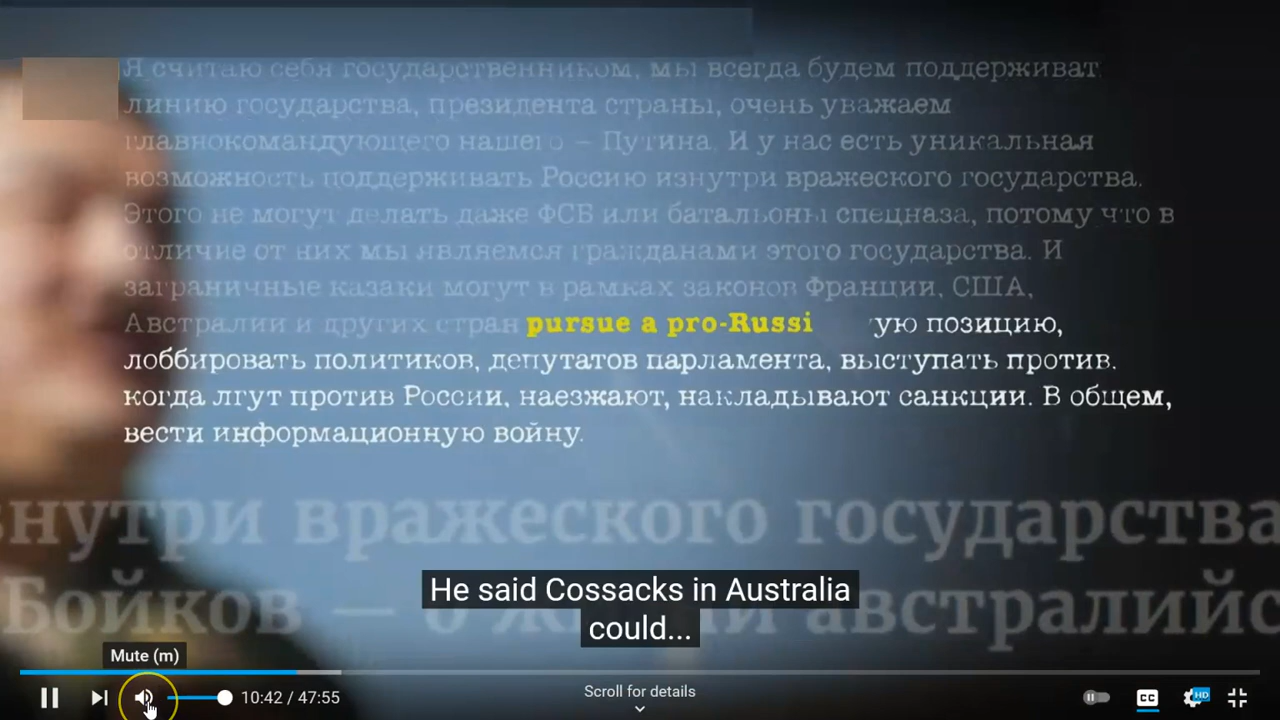 Я считаю себя государственником, мы всегда будем поддерживат
линию государства, президента страны, очень уважаем
главнокомандующего нашего – Путина. И у нас есть уникальная
возможность поддерживать Россию изнутри вражеского государства.
Этого не могут делать даже ФСБ или батальоны спецназа, потому что в
отличие от них мы являемся гражданами этого государства. И
заграничные казаки могут в рамках законов Франции, США,
Австралии и других стран pursue a pro-Russi ую позицию,
лоббировать политиков, депутатов парламента, выступать против.
когда лгут против России, наезжают, накладывают санкции. В общем,
вести информационную войну.
внутри вражеского государства
Бойков — о австралийс
He said Cossacks in Australia
could...
Mute (m)
10:42 / 47:55
Scroll for details
CC
HD